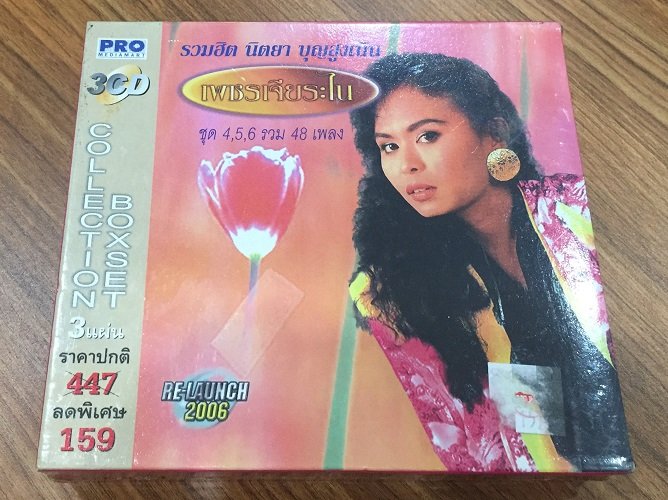 PRO
MEDIAMART
3CD
COLLECTION
BOXSET
3แผ่น
ราคาปกติ
447
ลดพิเศษ
159
รวมฮิต นิตยา บุญสูงเนิน
เพชรเจียระไน
ชุด 4,5,6 รวม 48 เพลง
RE-LAUNCH
2006